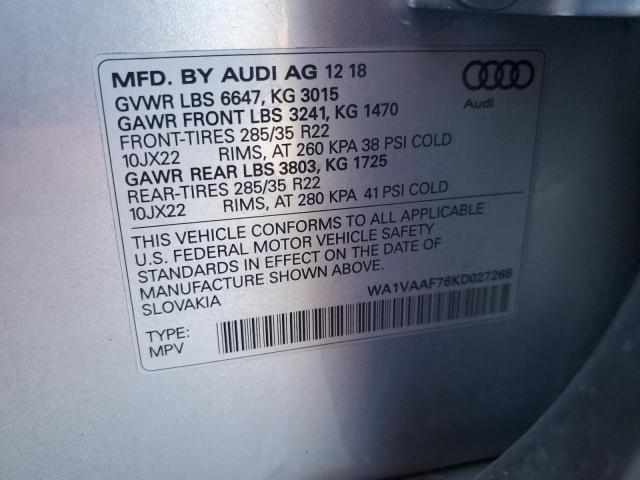 MFD. BY AUDI AG 12 18
Audi
GVWR LBS 6647, KG 3015
GAWR FRONT LBS 3241, KG 1470
FRONT-TIRES 285/35 R22
10JX22 RIMS, AT 260 KPA 38 PSI COLD
GAWR REAR LBS 3803, KG 1725
REAR-TIRES 285/35 R22
10JX22 RIMS, AT 280 KPA 41 PSI COLD
THIS VEHICLE CONFORMS TO ALL APPLICABLE
U.S. FEDERAL MOTOR VEHICLE SAFETY
STANDARDS IN EFFECT ON THE DATE OF
MANUFACTURE SHOWN ABOVE.
SLOVAKIA
WA1VAAF76KD027268
TYPE:
MPV